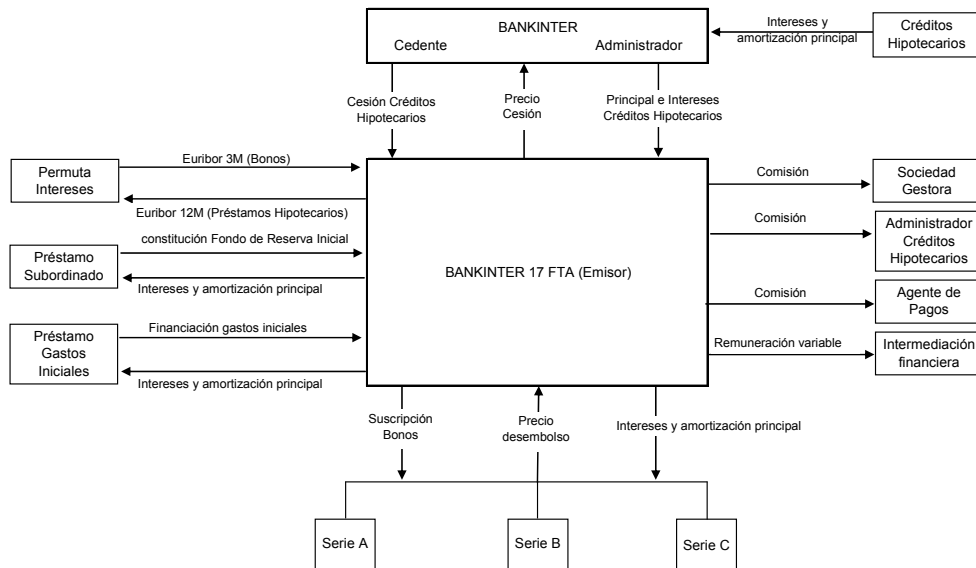 BANKINTER
Cedente
Administrador
Intereses y
amortización principal
Créditos
Hipotecarios
Cesión Créditos
Hipotecarios
Precio
Cesión
Principal e Intereses
Créditos Hipotecarios
Permuta
Intereses
Euribor 3M (Bonos)
Euribor 12M (Préstamos Hipotecarios)
Préstamo
Subordinado
constitución Fondo de Reserva Inicial
Intereses y amortización principal
Préstamo
Gastos
Iniciales
Financiación gastos iniciales
Intereses y amortización principal
BANKINTER 17 FTA (Emisor)
Comisión
Sociedad
Gestora
Comisión
Administrador
Créditos
Hipotecarios
Comisión
Agente de
Pagos
Remuneración variable
Intermediación
financiera
Suscripción
Bonos
Precio
desembolso
Intereses y amortización principal
Serie A
Serie B
Serie C